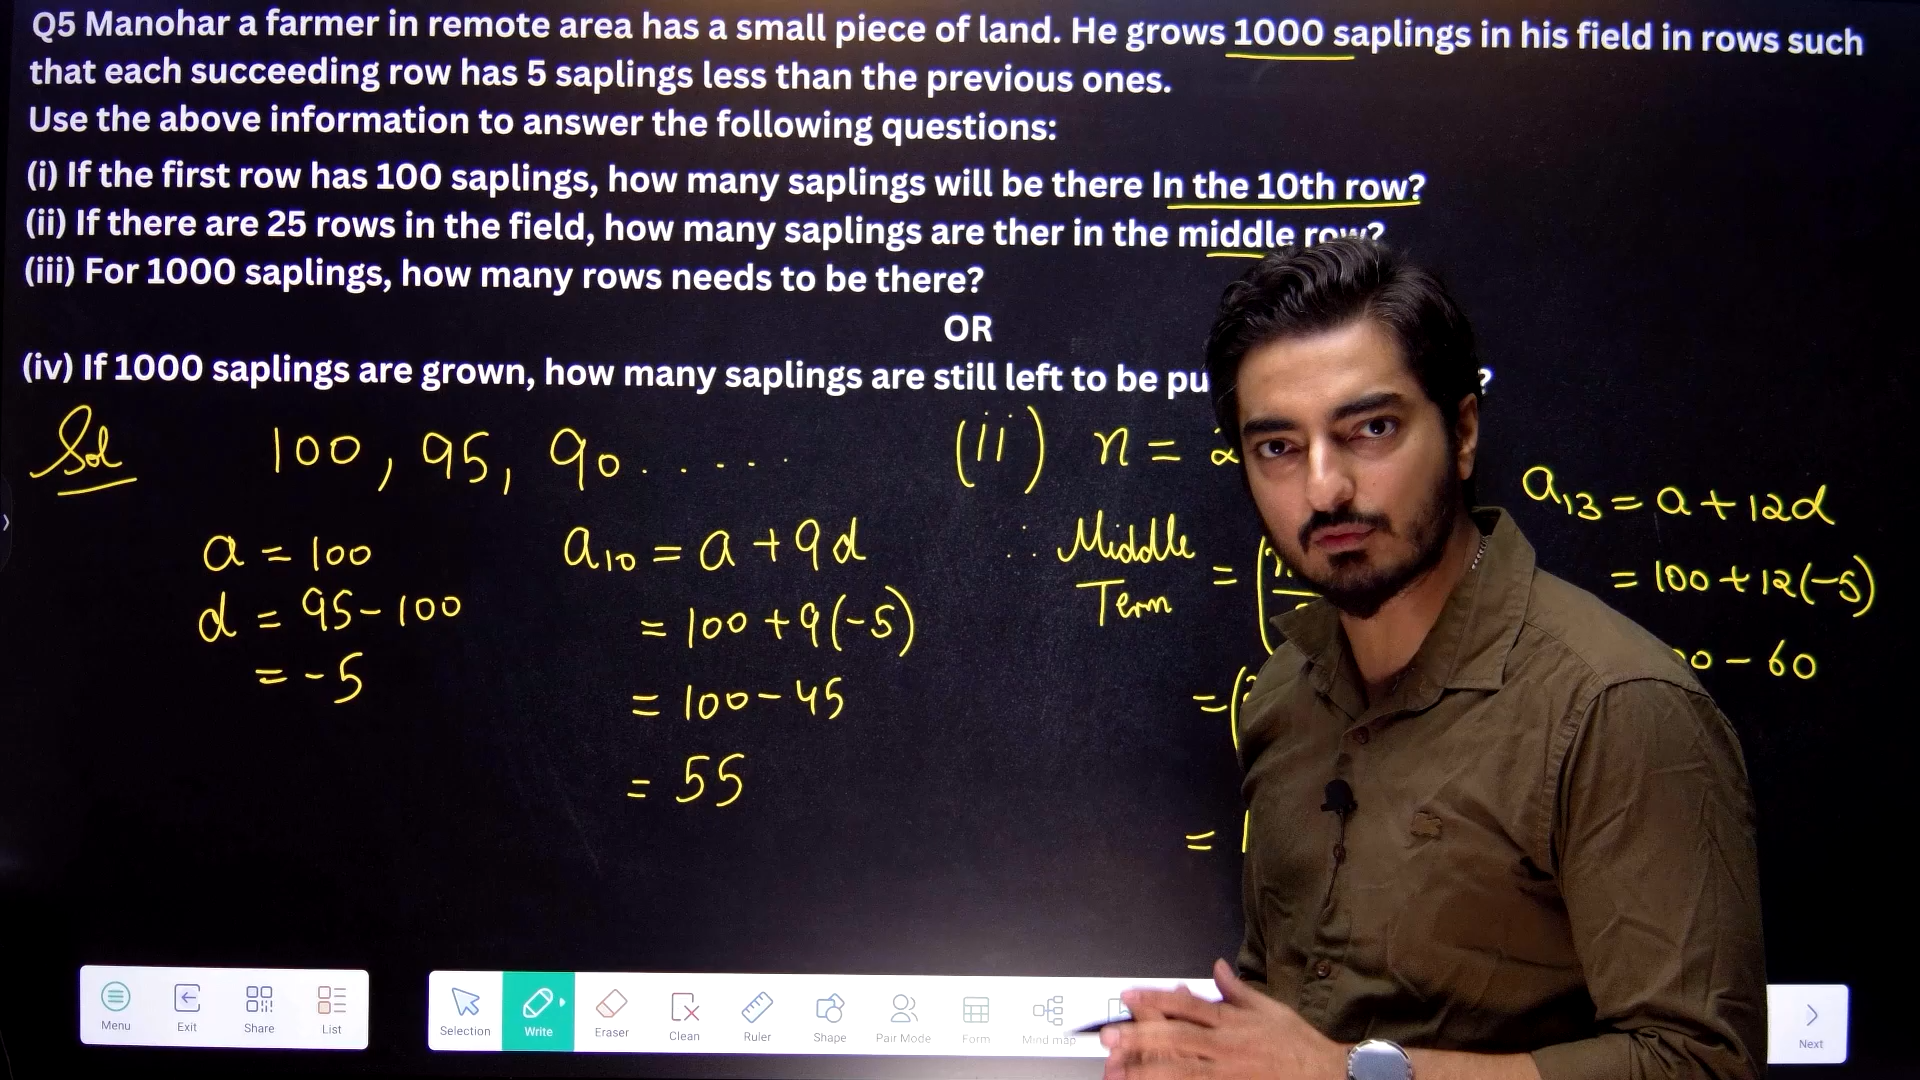 Q5 Manohar a farmer in remote area has a small piece of land. He grows 1000 saplings in his field in rows such
that each succeeding row has 5 saplings less than the previous ones.
Use the above information to answer the following questions:
(i) If the first row has 100 saplings, how many saplings will be there In the 10th row?
(ii) If there are 25 rows in the field, how many saplings are ther in the middle row?
(iii) For 1000 saplings, how many rows needs to be there?
OR
(iv) If 1000 saplings are grown, how many saplings are still left to be ?
Sol
100, 95, 90.....
a = 100
d = 95-100
= -5
a10 = a + 9d
= 100 + 9(-5)
= 100 - 45
= 55
(ii) n =
∴ Middle Term =
=
=
a13 = a + 12d
= 100 + 12(-5)
- 60
Menu
Exit
Share
List
Selection
Write
Eraser
Clean
Ruler
Shape
Pair Mode
Form
Mind map
Next